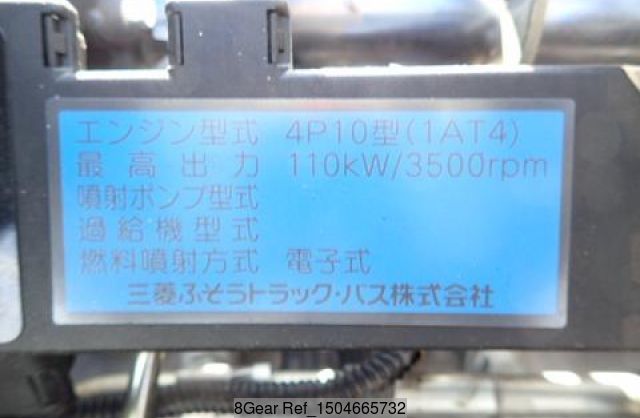 エンジン型式 4P10型(1AT4)
最高出力 110kW/3500rpm
噴射ポンプ型式
過給機型式
燃料噴射方式 電子式
三菱ふそうトラック・バス株式会社
8Gear Ref_1504665732